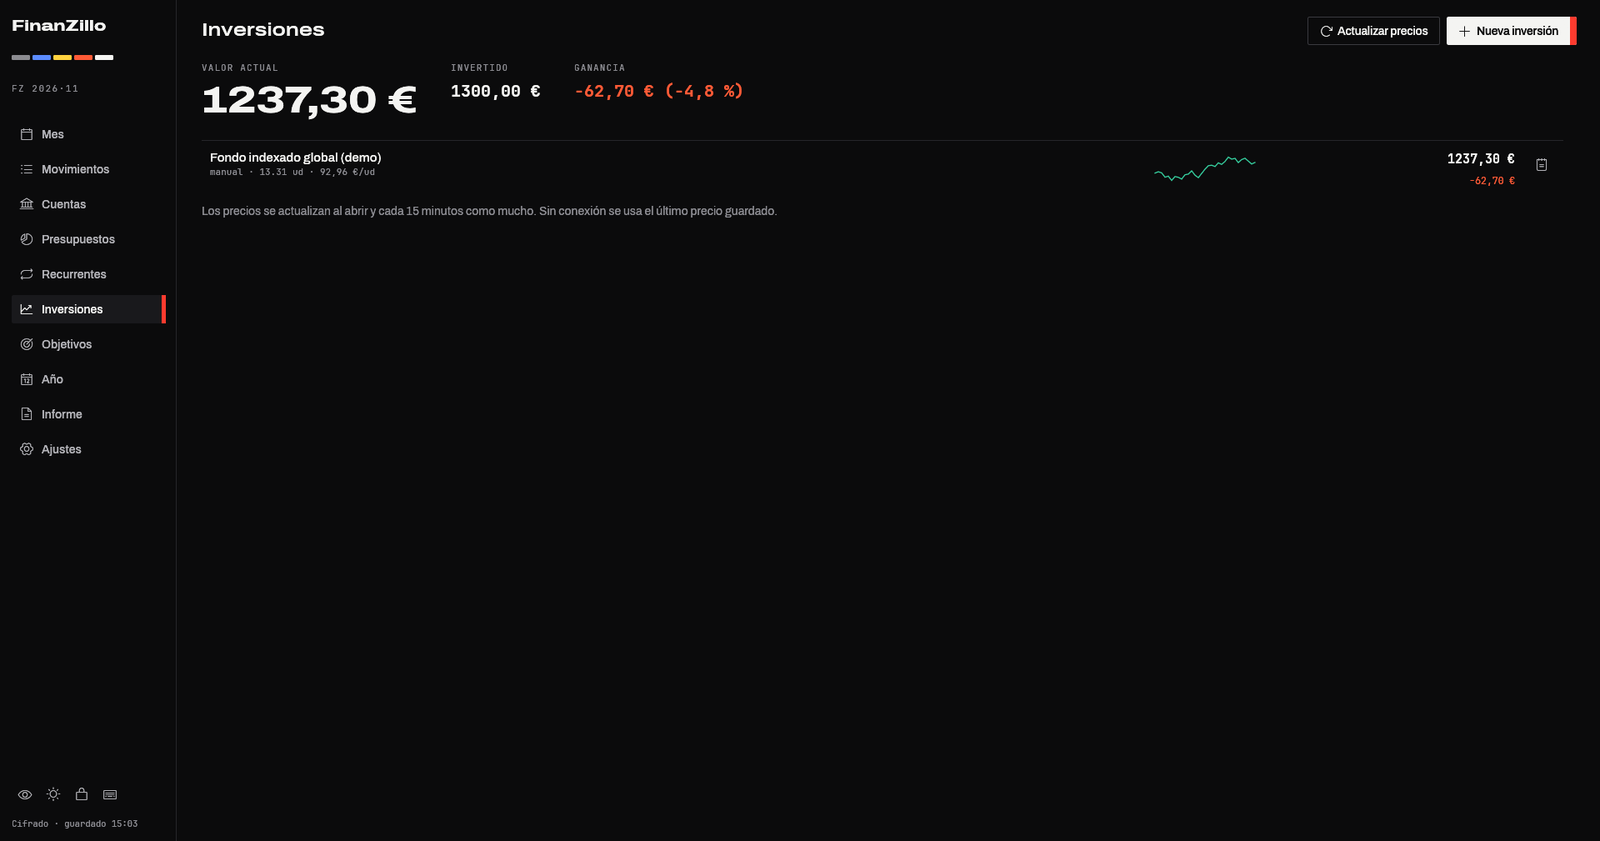 FinanZillo
FZ 2026·11
Mes
Movimientos
Cuentas
Presupuestos
Recurrentes
Inversiones
Objetivos
Año
Informe
Ajustes
Cifrado · guardado 15:03
Inversiones
Actualizar precios
Nueva inversión
VALOR ACTUAL
1237,30 €
INVERTIDO
1300,00 €
GANANCIA
-62,70 € (-4,8 %)
Fondo indexado global (demo)
manual · 13.31 ud · 92,96 €/ud
1237,30 €
-62,70 €
Los precios se actualizan al abrir y cada 15 minutos como mucho. Sin conexión se usa el último precio guardado.